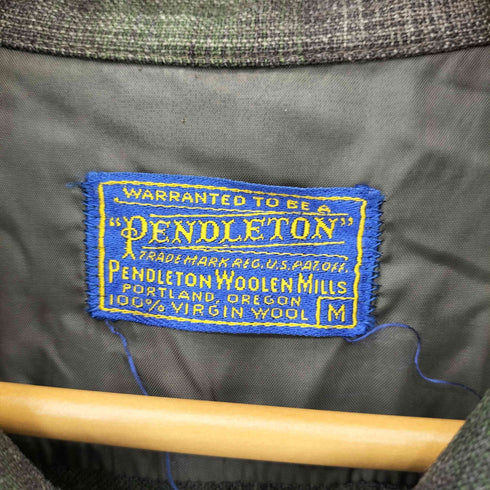 WARRANTED TO BE A
"PENDLETON"
TRADE MARK REG. U.S. PAT. OFF.
PENDLETON WOOLEN MILLS
PORTLAND, OREGON
100% VIRGIN WOOL M